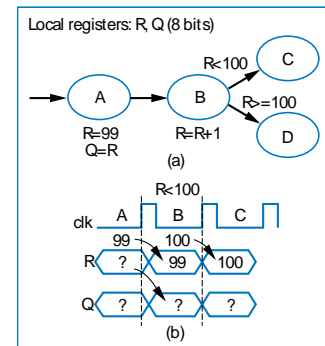 Local registers: R, Q (8 bits)
C
R<100
A
B
R>=100
D
R=99
R=R+1
Q=R
(a)
R<100
clk
A
B
C
99
100
R
?
99
100
Q
?
?
?
(b)